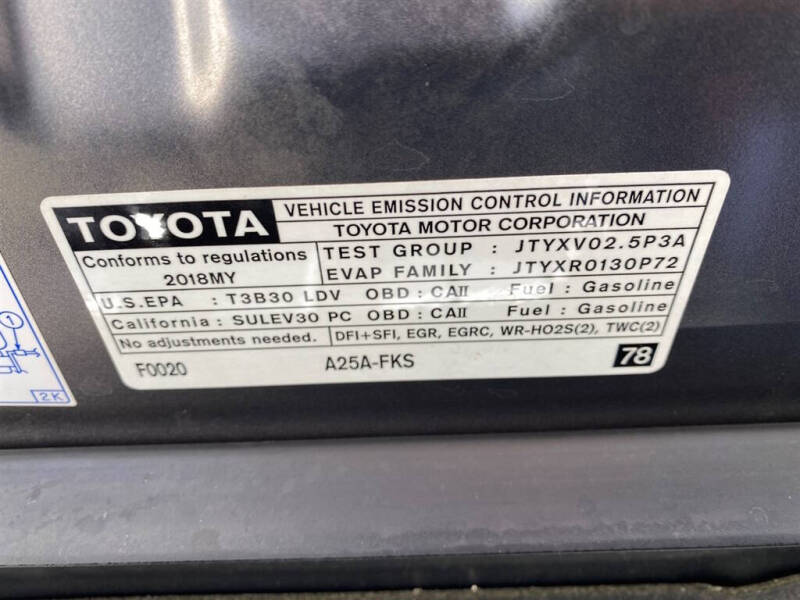 TOYOTA
VEHICLE EMISSION CONTROL INFORMATION
TOYOTA MOTOR CORPORATION
Conforms to regulations
2018MY
TEST GROUP : JTYXV02.5P3A
EVAP FAMILY : JTYXR0130P72
U.S.EPA : T3B30 LDV OBD : CAII Fuel : Gasoline
California : SULEV30 PC OBD : CAII Fuel : Gasoline
No adjustments needed. DFI+SFI, EGR, EGRC, WR-HO2S(2), TWC(2)
F0020 A25A-FKS 78
1
2K